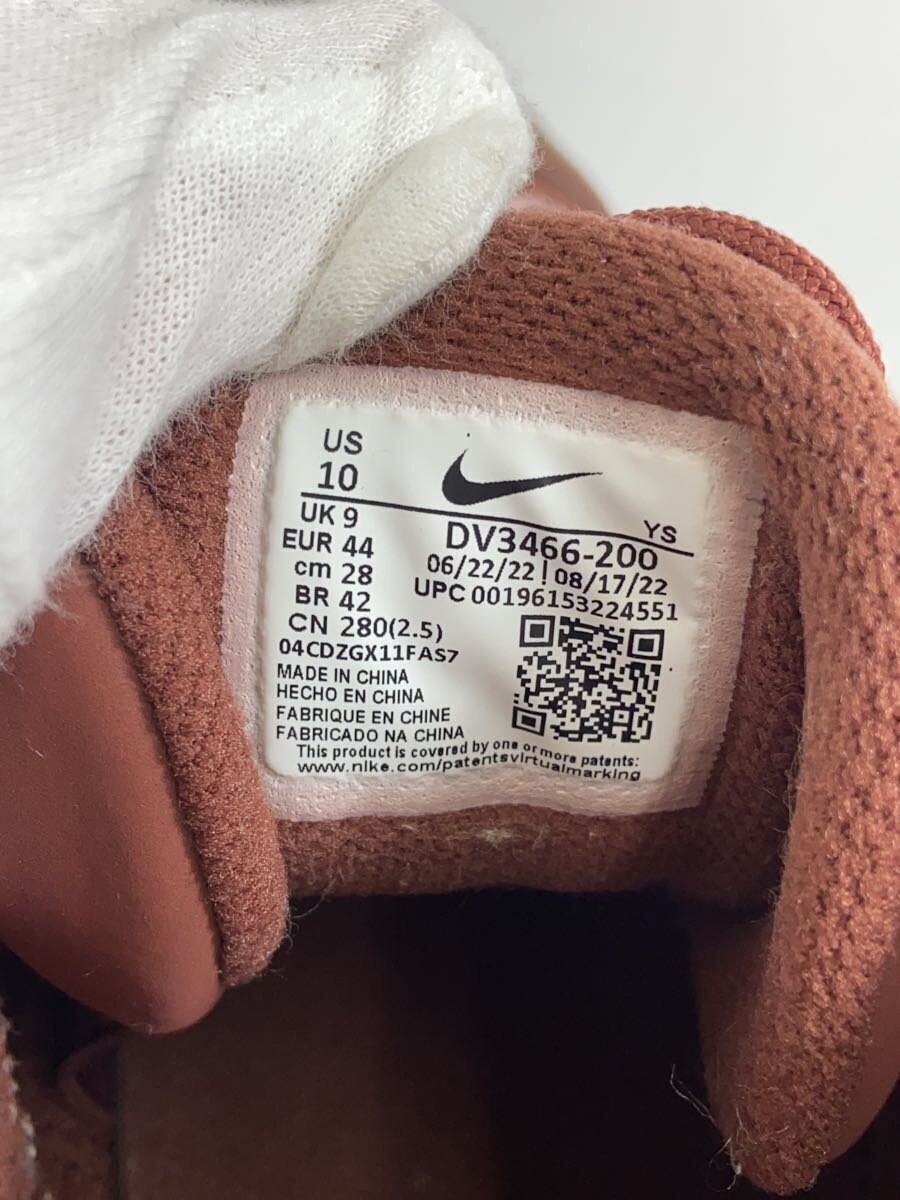 US
10
UK 9
EUR 44
cm 28
BR 42
CN 280(2.5)
YS
DV3466-200
06/22/22 | 08/17/22
UPC 00196153224551
04CDZGX11FAS7
MADE IN CHINA
HECHO EN CHINA
FABRIQUE EN CHINE
FABRICADO NA CHINA
This product is covered by one or more patents:
www.nike.com/patentsvirtualmarking